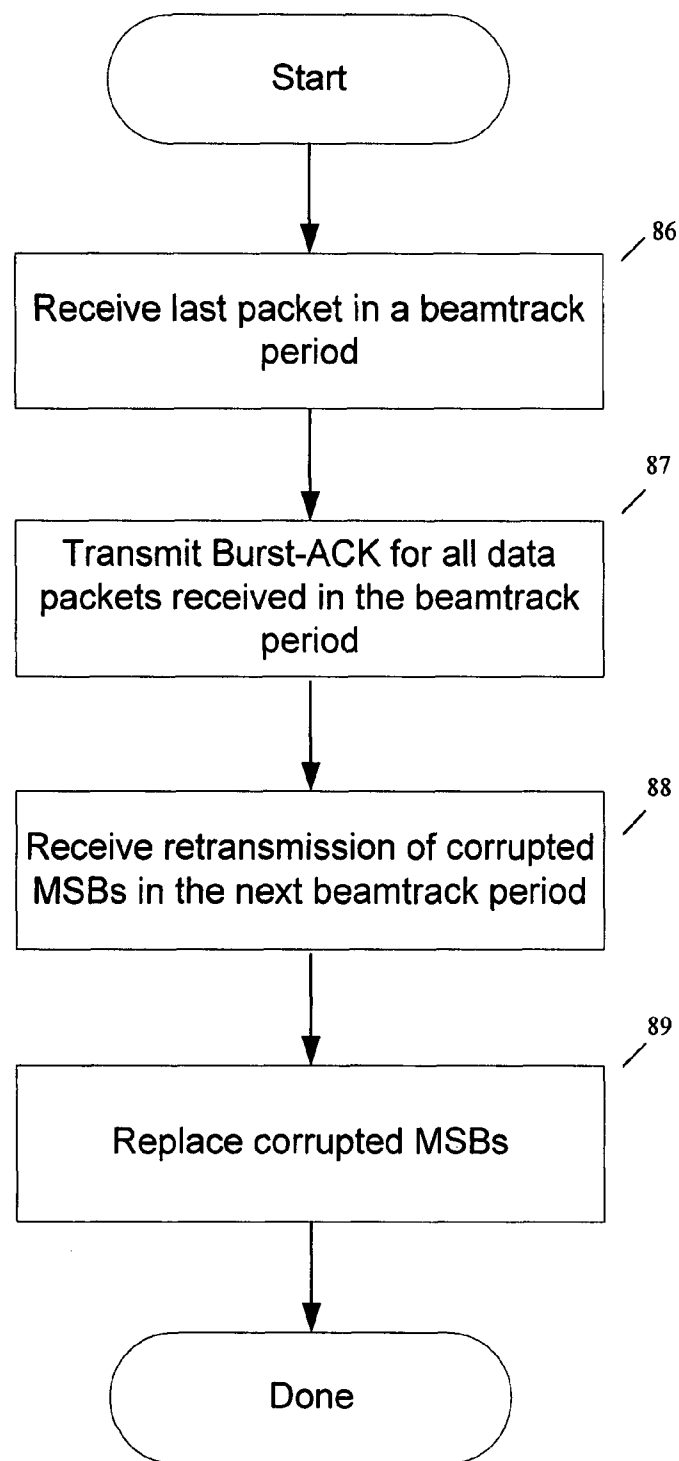 Start
86
Receive last packet in a beamtrack
period
87
Transmit Burst-ACK for all data
packets received in the beamtrack
period
88
Receive retransmission of corrupted
MSBs in the next beamtrack period
89
Replace corrupted MSBs
Done